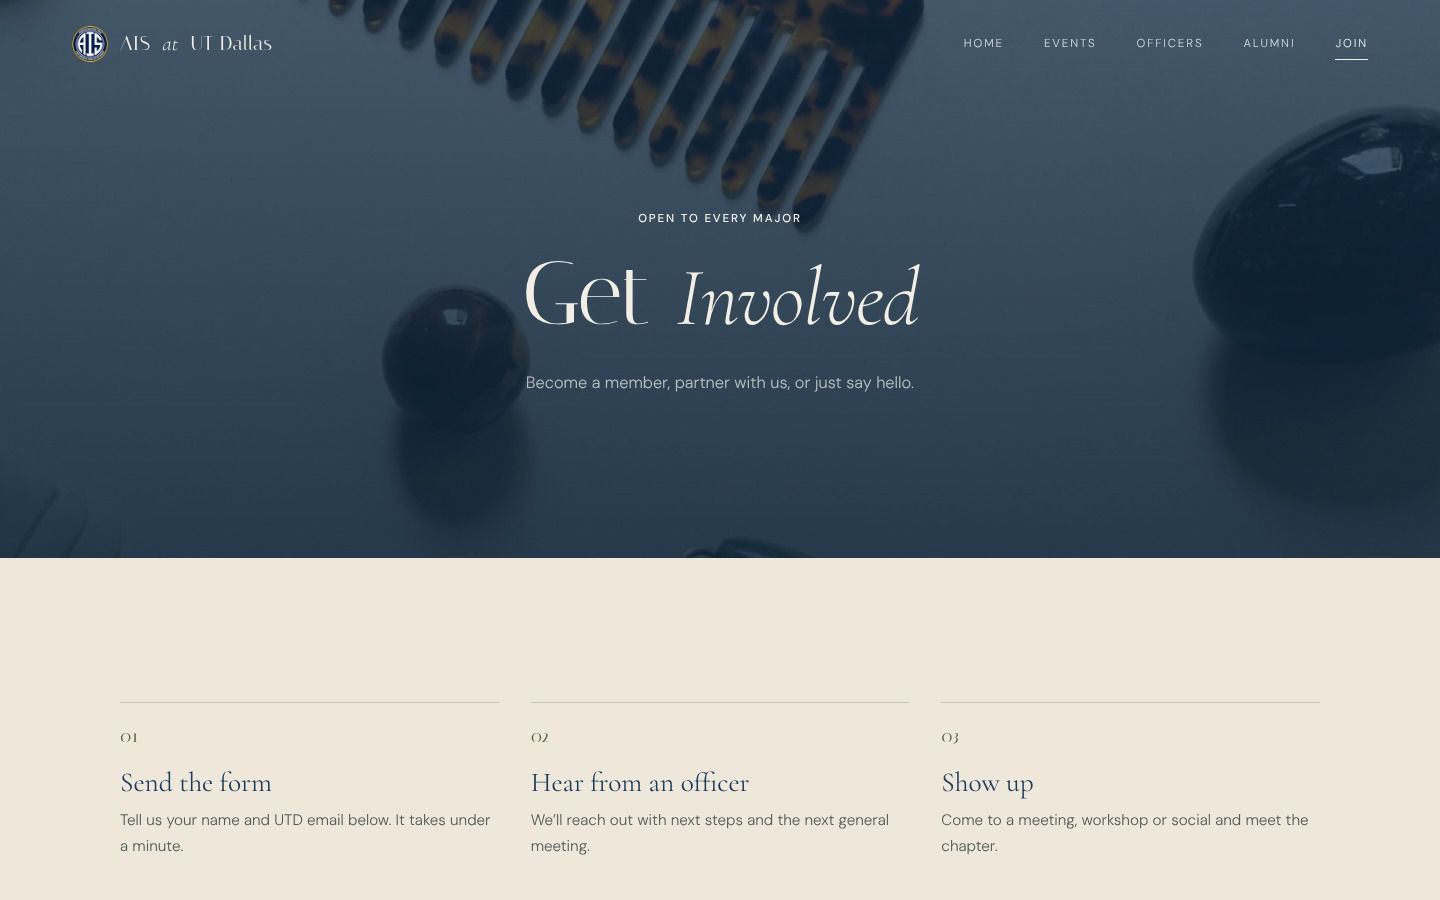 AIS
AIS at UT Dallas
HOME
EVENTS
OFFICERS
ALUMNI
JOIN
OPEN TO EVERY MAJOR
Get Involved
Become a member, partner with us, or just say hello.
01
Send the form
Tell us your name and UTD email below. It takes under
a minute.
02
Hear from an officer
We’ll reach out with next steps and the next general
meeting.
03
Show up
Come to a meeting, workshop or social and meet the
chapter.